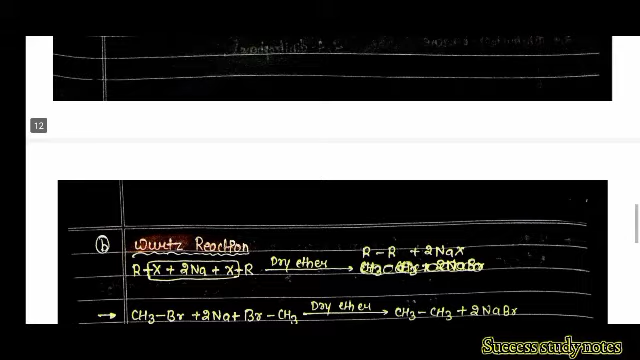 12
(b) Wurtz Reaction
R - R + 2NaX
R-X + 2Na + X-R Dry ether →
→ CH3-Br + 2Na + Br-CH3 Dry ether → CH3-CH3 + 2NaBr
Success study notes